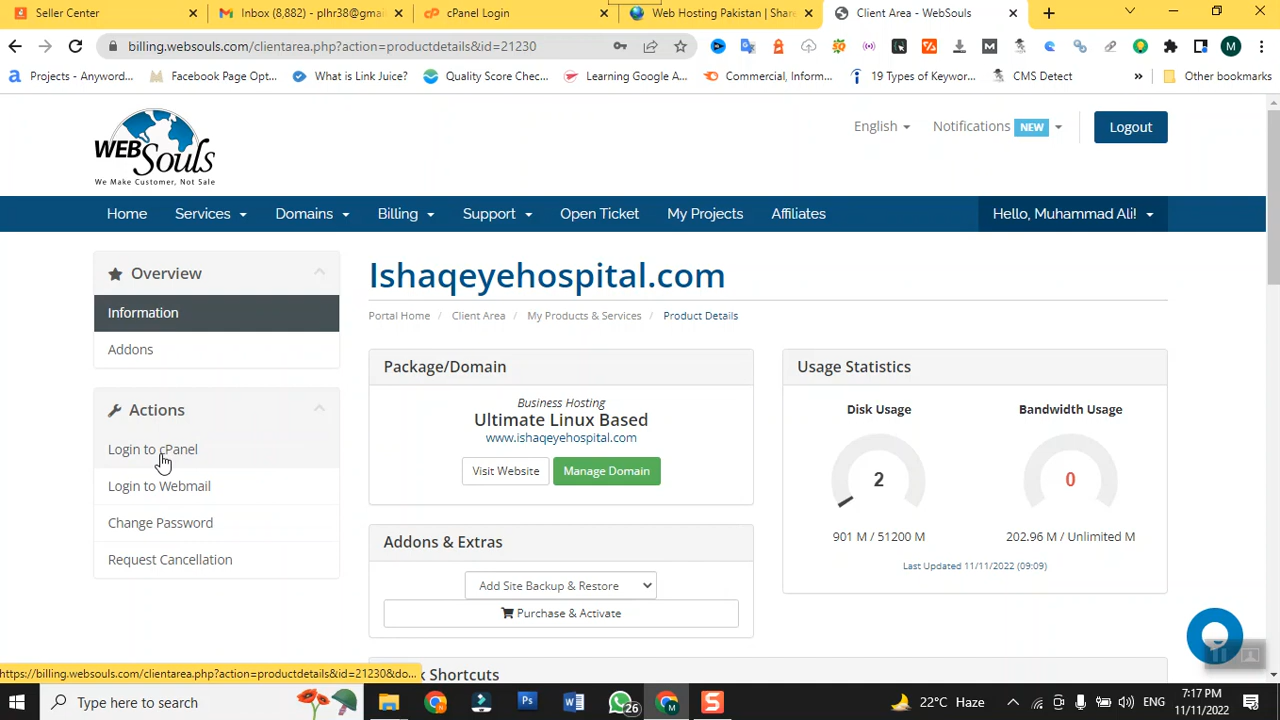 Seller Center
Inbox (8,882) - plhr38@gmai
cPanel Login
Web Hosting Pakistan | Share
Client Area - WebSouls
billing.websouls.com/clientarea.php?action=productdetails&id=21230
M
Projects - Anyword...
Facebook Page Opt...
What is Link Juice?
Quality Score Chec...
Learning Google A...
Commercial, Inform...
19 Types of Keywor...
CMS Detect
»
Other bookmarks
WEB Souls
We Make Customer, Not Sale
English
Notifications NEW
Logout
Home
Services
Domains
Billing
Support
Open Ticket
My Projects
Affiliates
Hello, Muhammad Ali!
Overview
Information
Addons
Actions
Login to cPanel
Login to Webmail
Change Password
Request Cancellation
Ishaqeyehospital.com
Portal Home / Client Area / My Products & Services / Product Details
Package/Domain
Business Hosting
Ultimate Linux Based
www.ishaqeyehospital.com
Visit Website
Manage Domain
Addons & Extras
Add Site Backup & Restore
Purchase & Activate
Usage Statistics
Disk Usage
Bandwidth Usage
2
0
901 M / 51200 M
202.96 M / Unlimited M
Last Updated 11/11/2022 (09:09)
Shortcuts
https://billing.websouls.com/clientarea.php?action=productdetails&id=21230&do...
Type here to search
26
22°C Haze
ENG
7:17 PM
11/11/2022